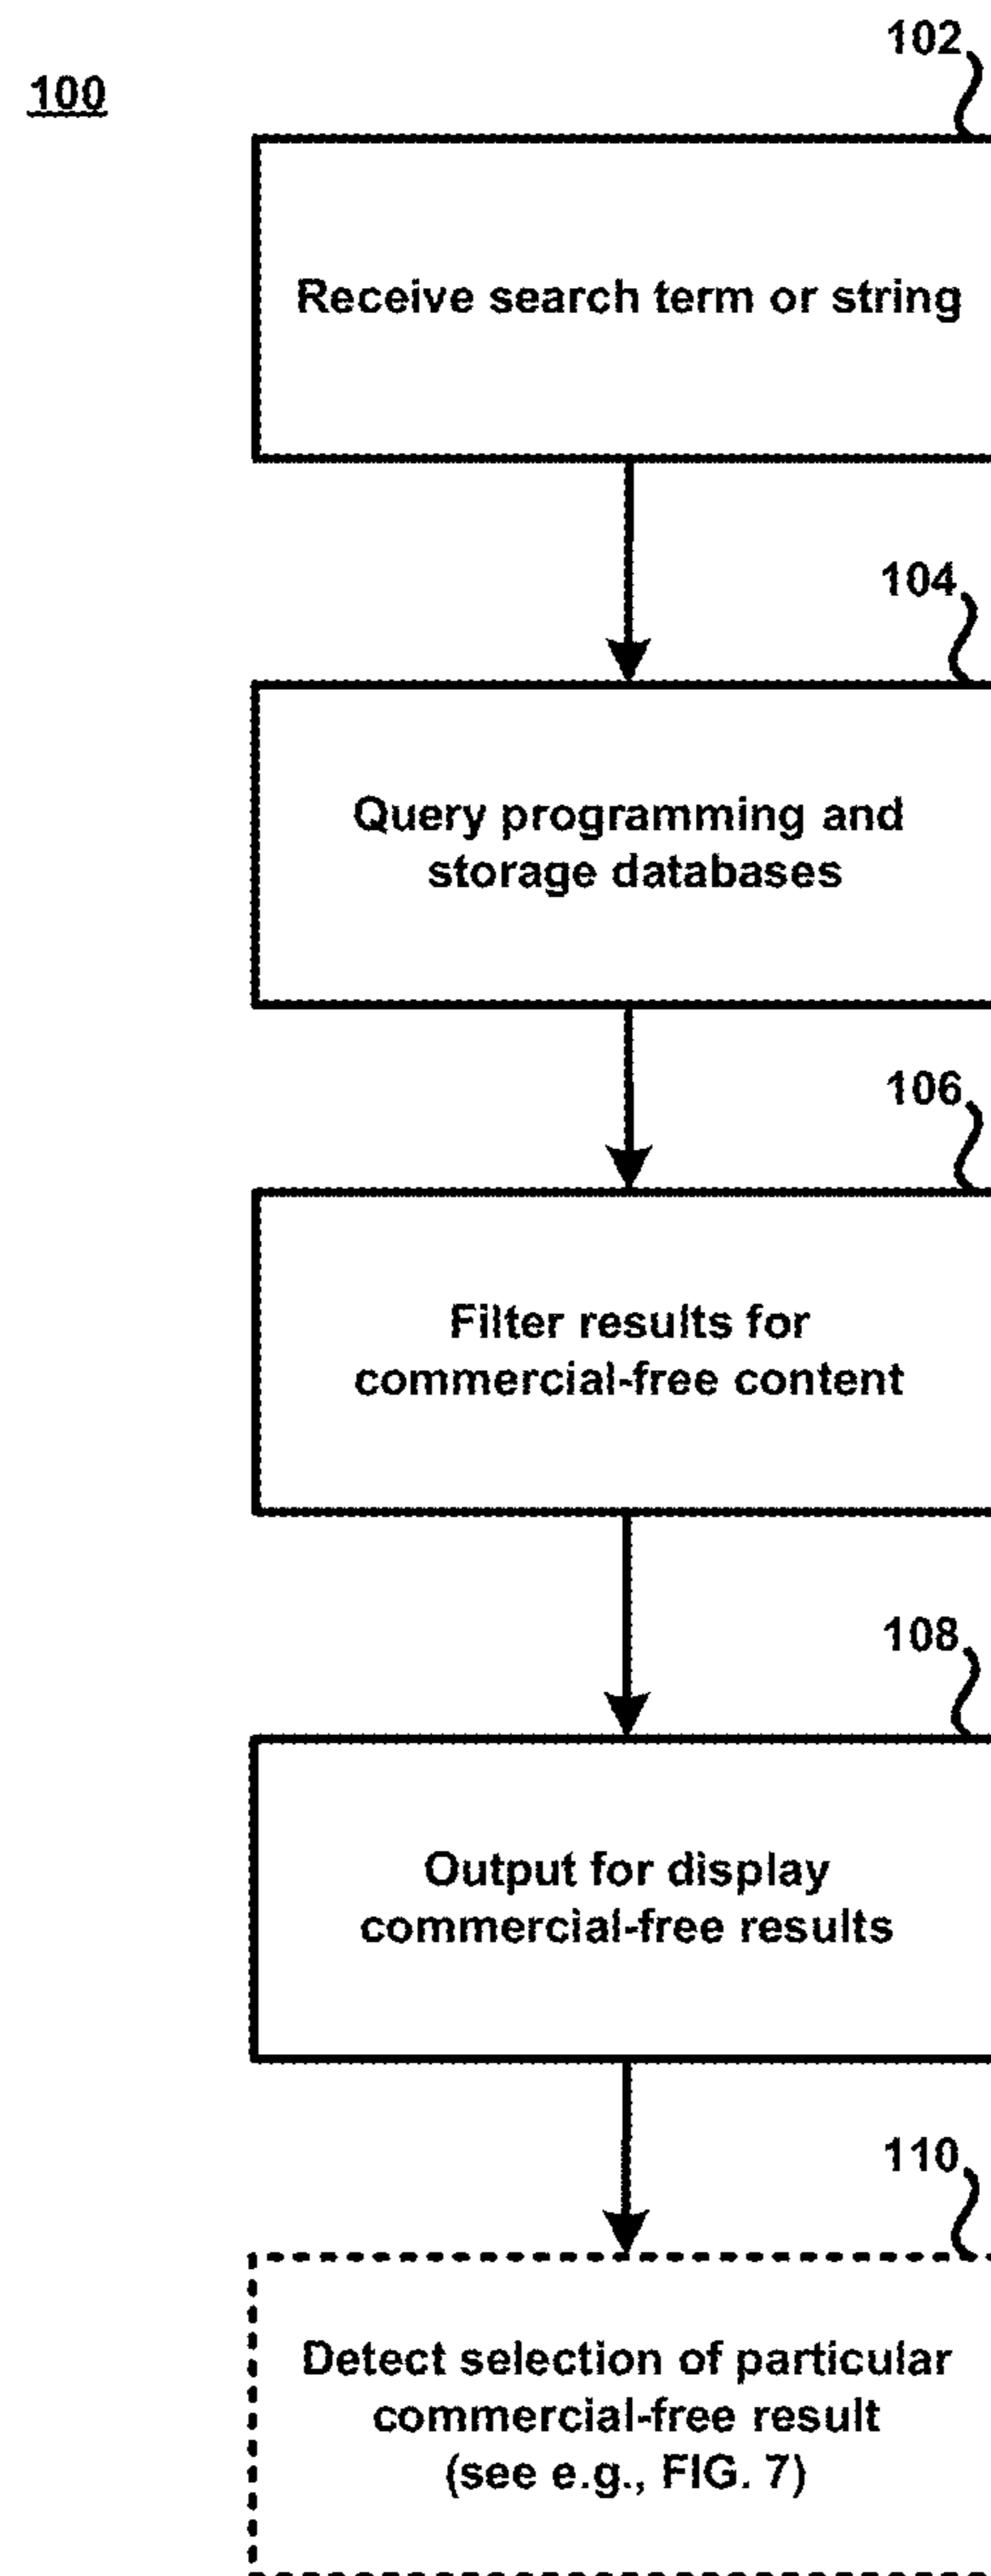 100
102
Receive search term or string
104
Query programming and
storage databases
106
Filter results for
commercial-free content
108
Output for display
commercial-free results
110
Detect selection of particular
commercial-free result
(see e.g., FIG. 7)